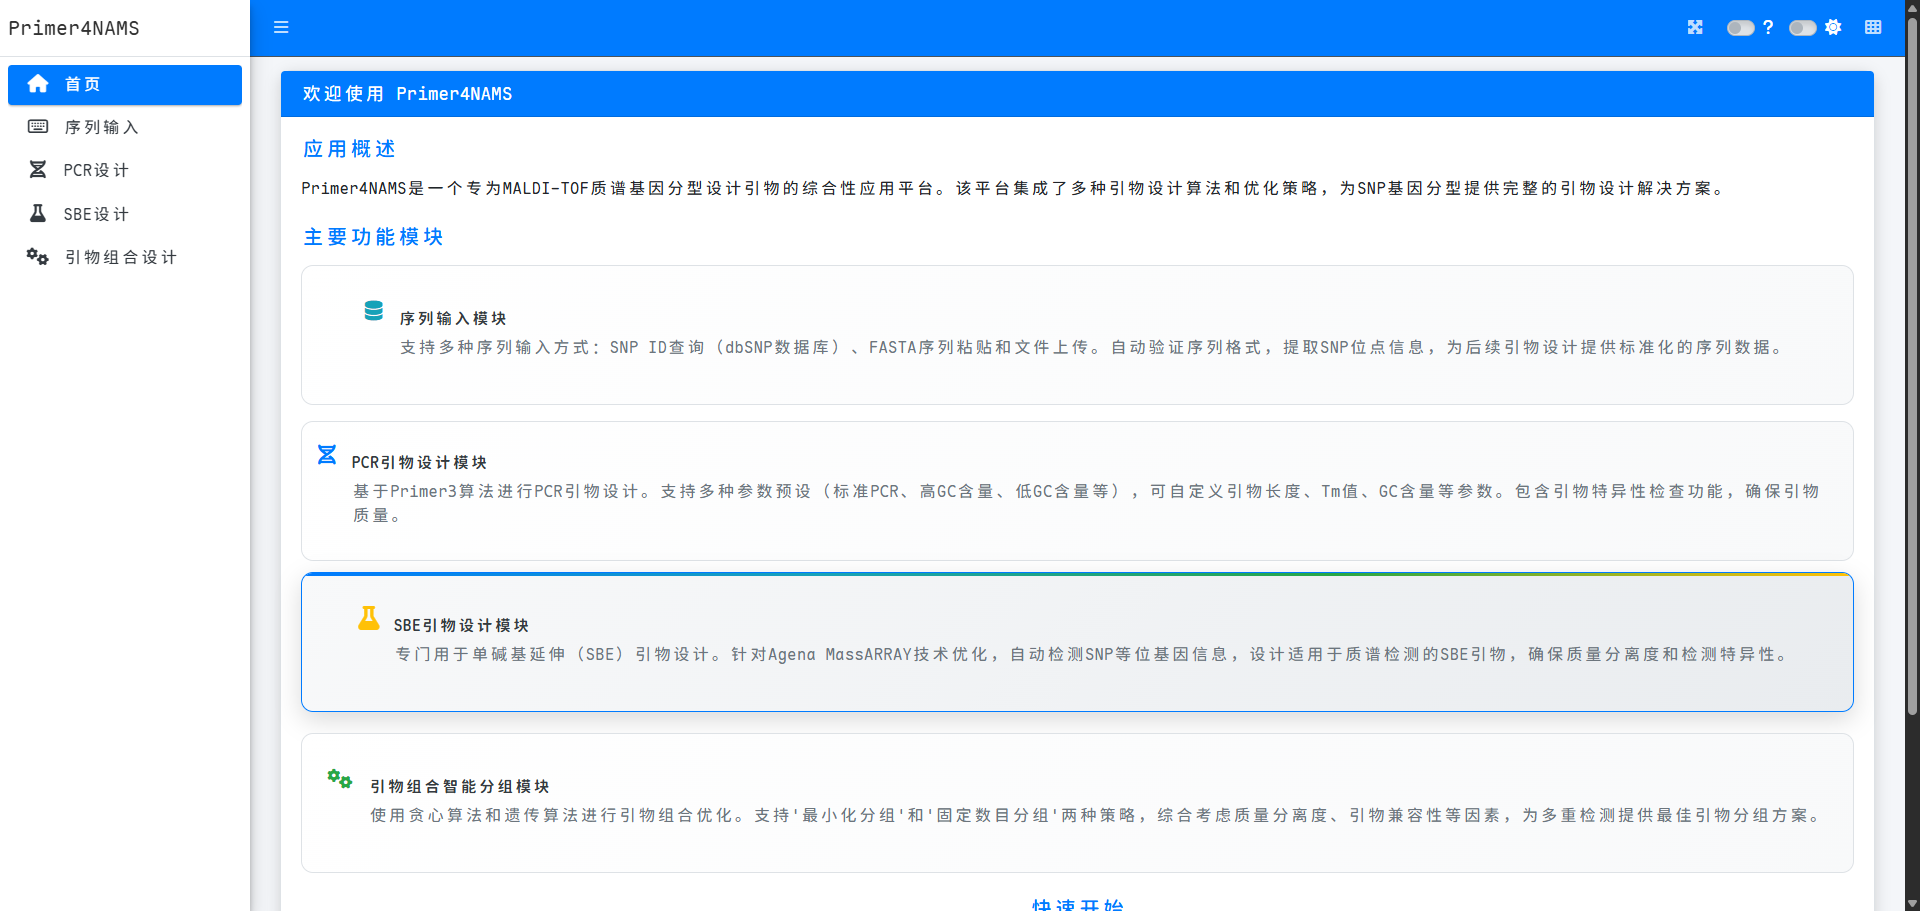 Primer4NAMS
?
首页
序列输入
PCR设计
SBE设计
引物组合设计
欢迎使用 Primer4NAMS
应用概述
Primer4NAMS是一个专为MALDI-TOF质谱基因分型设计引物的综合性应用平台。该平台集成了多种引物设计算法和优化策略，为SNP基因分型提供完整的引物设计解决方案。
主要功能模块
序列输入模块
支持多种序列输入方式：SNP ID查询（dbSNP数据库）、FASTA序列粘贴和文件上传。自动验证序列格式，提取SNP位点信息，为后续引物设计提供标准化的序列数据。
PCR引物设计模块
基于Primer3算法进行PCR引物设计。支持多种参数预设（标准PCR、高GC含量、低GC含量等），可自定义引物长度、Tm值、GC含量等参数。包含引物特异性检查功能，确保引物
质量。
SBE引物设计模块
专门用于单碱基延伸（SBE）引物设计。针对Agena MassARRAY技术优化，自动检测SNP等位基因信息，设计适用于质谱检测的SBE引物，确保质量分离度和检测特异性。
引物组合智能分组模块
使用贪心算法和遗传算法进行引物组合优化。支持'最小化分组'和'固定数目分组'两种策略，综合考虑质量分离度、引物兼容性等因素，为多重检测提供最佳引物分组方案。
快速开始